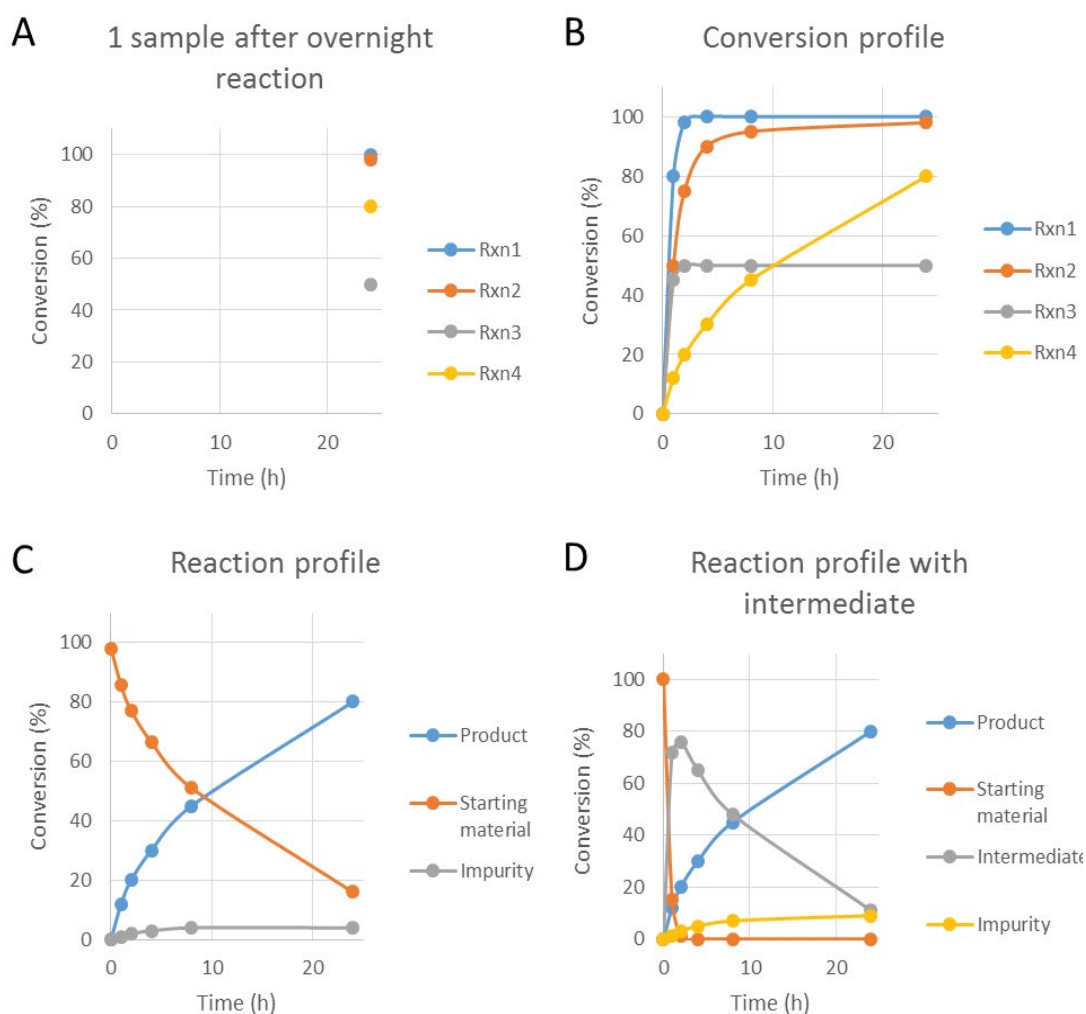 A
1 sample after overnight
reaction
100
80
60
40
20
0
0
10
20
Conversion (%)
Time (h)
Rxn1
Rxn2
Rxn3
Rxn4
B
Conversion profile
100
80
60
40
20
0
0
10
20
Conversion (%)
Time (h)
Rxn1
Rxn2
Rxn3
Rxn4
C
Reaction profile
100
80
60
40
20
0
0
10
20
Conversion (%)
Time (h)
Product
Starting
material
Impurity
D
Reaction profile with
intermediate
100
80
60
40
20
0
0
10
20
Conversion (%)
Time (h)
Product
Starting
material
Intermediate
Impurity